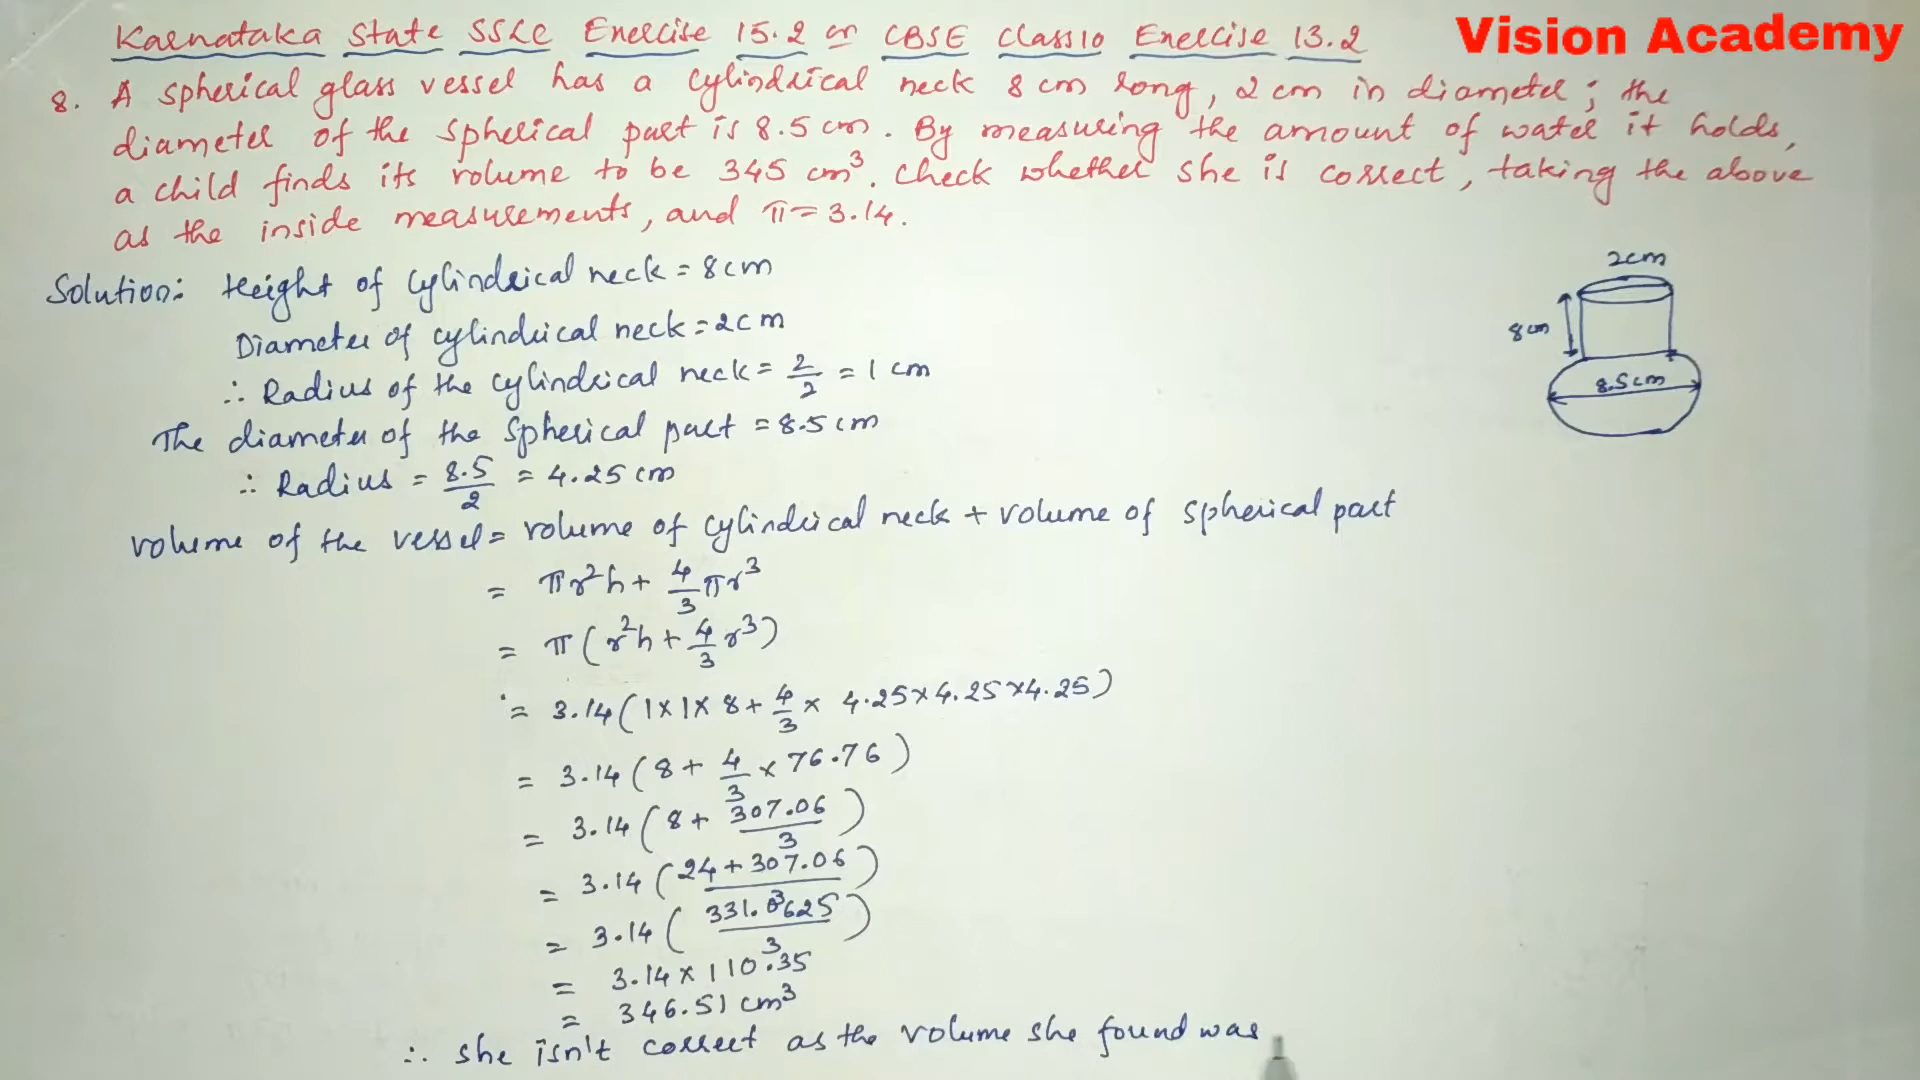 Karnataka State SSLC Exercise 15.2 or CBSE Class10 Exercise 13.2
Vision Academy
8. A spherical glass vessel has a cylindrical neck 8 cm long, 2 cm in diameter; the
diameter of the spherical part is 8.5 cm. By measuring the amount of water it holds,
a child finds its volume to be 345 cm³. Check whether she is correct, taking the above
as the inside measurements, and π = 3.14.
Solution: Height of cylindrical neck = 8cm
Diameter of cylindrical neck = 2cm
∴ Radius of the cylindrical neck = 2/2 = 1 cm
The diameter of the spherical part = 8.5 cm
∴ Radius = 8.5/2 = 4.25 cm
volume of the vessel = volume of cylindrical neck + volume of spherical part
= πr²h + 4/3 πr³
= π(r²h + 4/3 r³)
= 3.14(1×1×8 + 4/3 × 4.25×4.25×4.25)
= 3.14(8 + 4/3 × 76.76)
= 3.14(8 + 307.06/3)
= 3.14(24 + 307.06/3)
= 3.14(331.0625/3)
= 3.14 × 110.35
= 346.51 cm³
∴ she isn't correct as the volume she found was
2cm
8cm
8.5cm